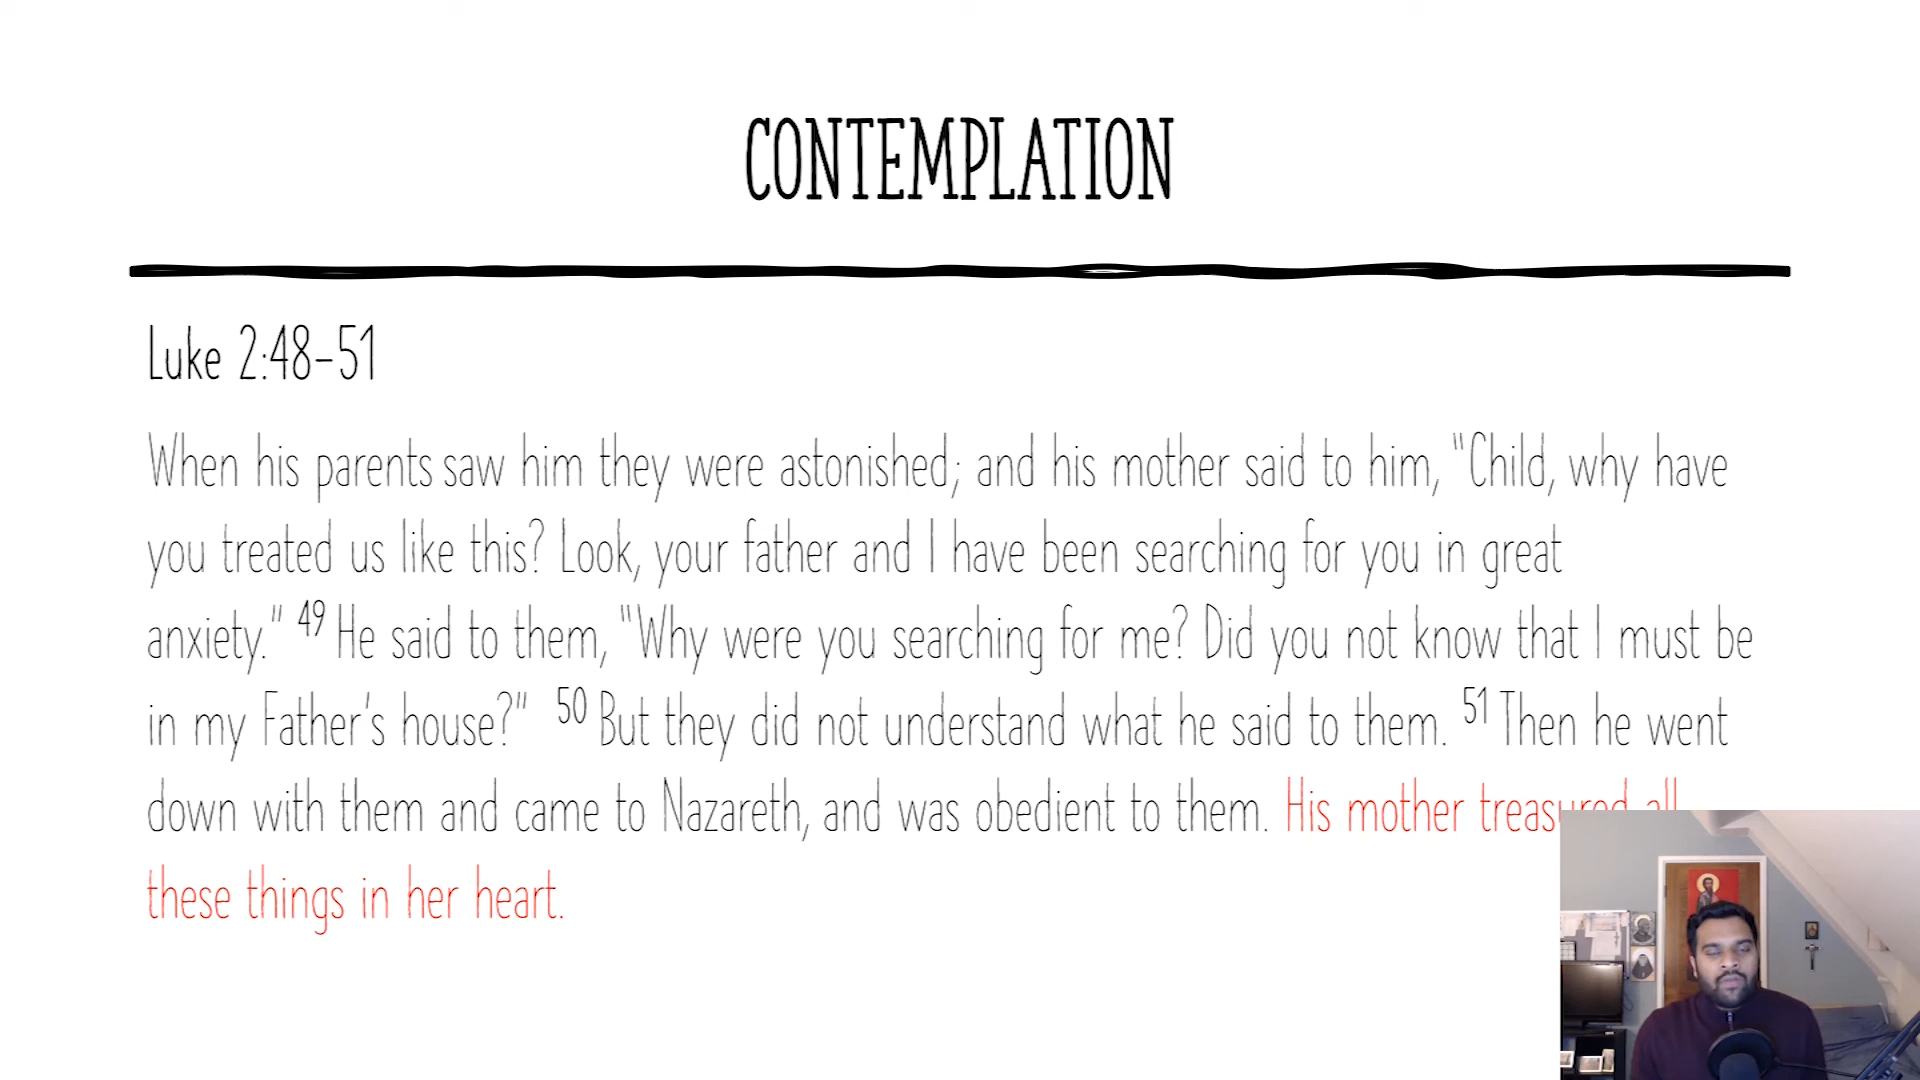 CONTEMPLATION
Luke 2:48–51
When his parents saw him they were astonished; and his mother said to him, “Child, why have
you treated us like this? Look, your father and I have been searching for you in great
anxiety.” 49 He said to them, “Why were you searching for me? Did you not know that I must be
in my Father’s house?” 50 But they did not understand what he said to them. 51 Then he went
down with them and came to Nazareth, and was obedient to them. His mother treasured all
these things in her heart.